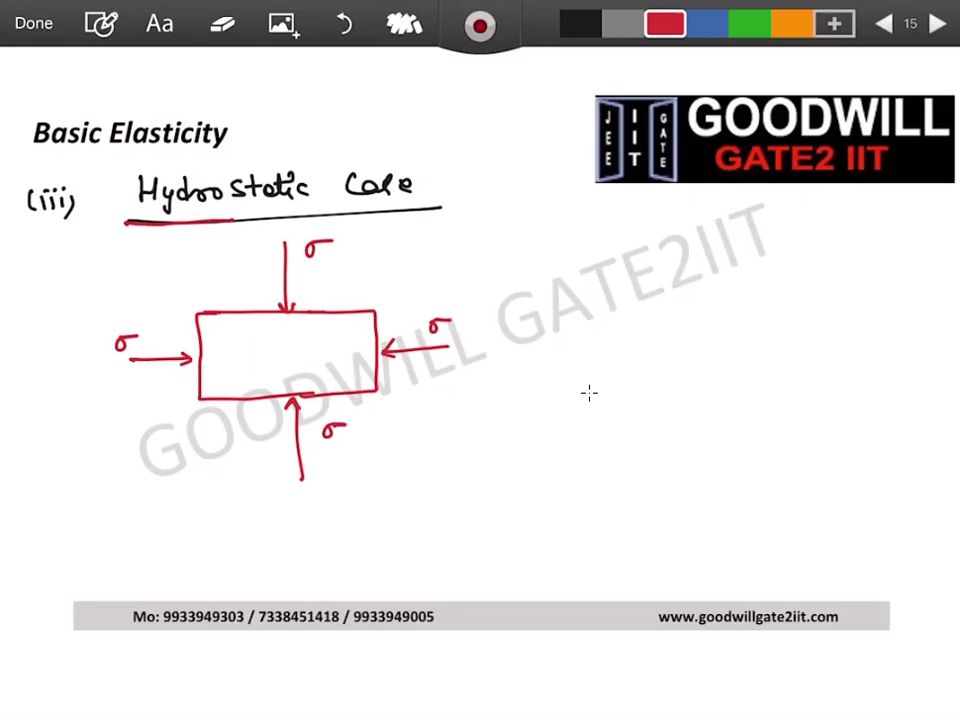 Done Aa 15
Basic Elasticity
JEE IIT GATE GOODWILL
GATE2 IIT
(iii) Hydrostatic Case
σ
σ σ
σ
GOODWILL GATE2IIT
Mo: 9933949303 / 7338451418 / 9933949005 www.goodwillgate2iit.com